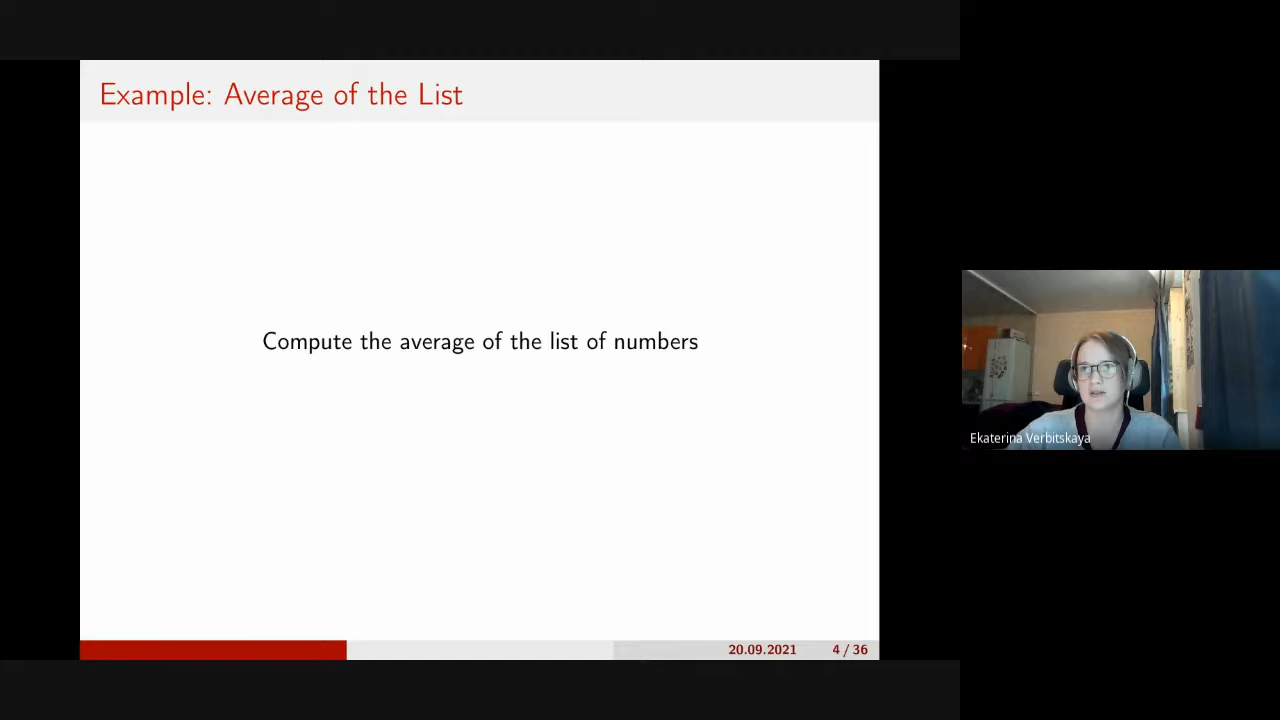 Example: Average of the List
Compute the average of the list of numbers
Ekaterina Verbitskaya
20.09.2021 4 / 36